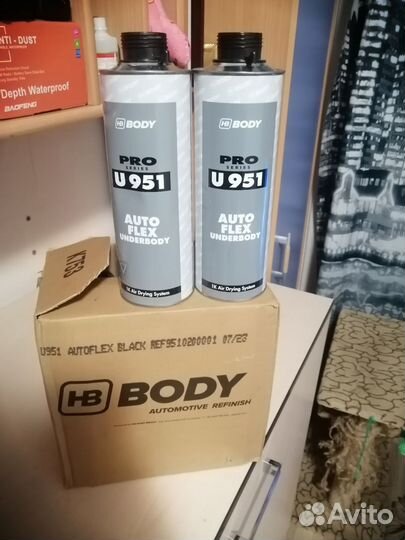 NTI - DUST
Depth Waterproof
BAOFENG
HB BODY
PRO
SERIES
U 951
AUTO
FLEX
UNDERBODY
1K Air Drying System
HB BODY
PRO
SERIES
U 951
AUTO
FLEX
UNDERBODY
1K Air Drying System
K753
U951 AUTOFLEX BLACK REF9510200001 07/23
HB BODY
AUTOMOTIVE REFINISH
Avito